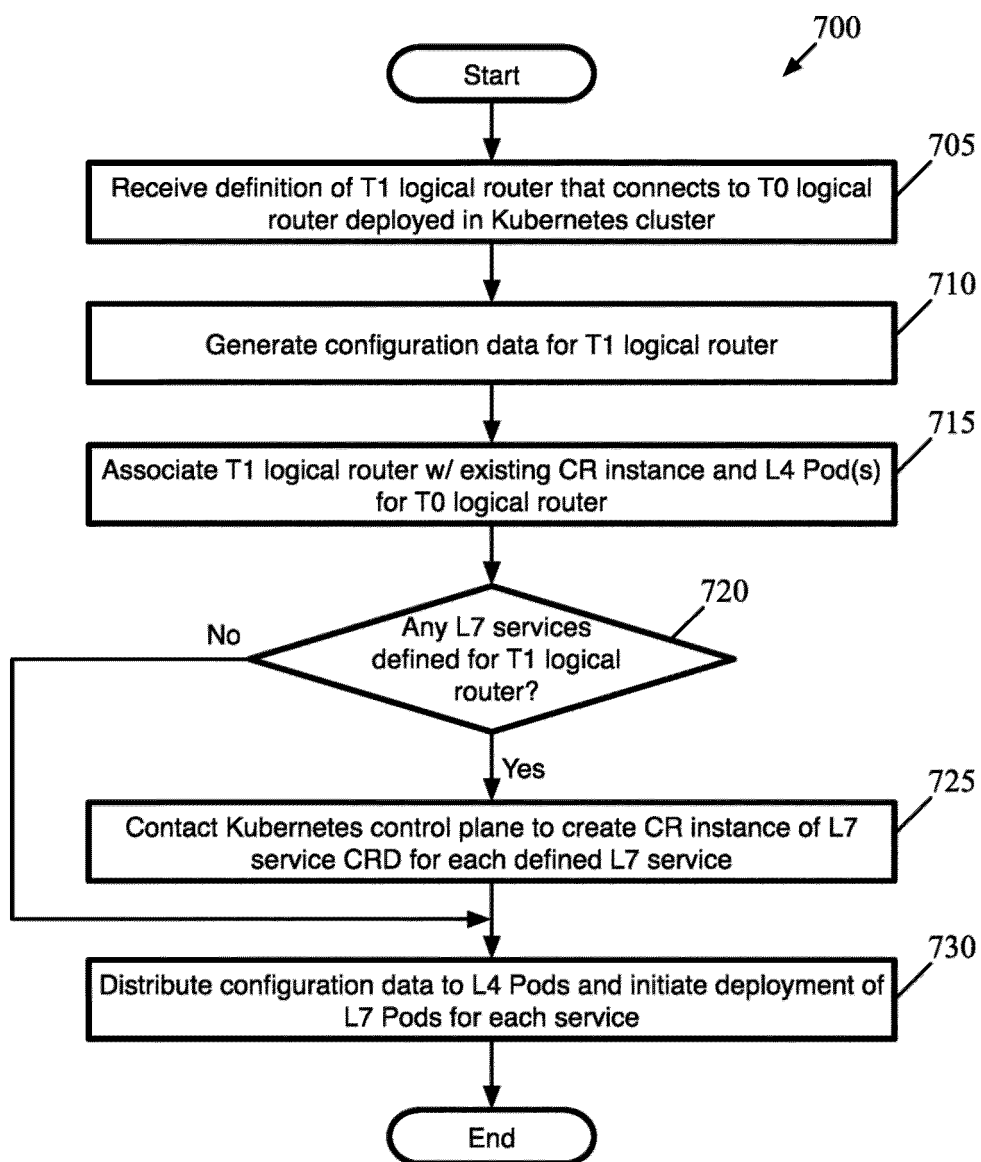 700
Start
705
Receive definition of T1 logical router that connects to T0 logical
router deployed in Kubernetes cluster
710
Generate configuration data for T1 logical router
715
Associate T1 logical router w/ existing CR instance and L4 Pod(s)
for T0 logical router
720
No
Any L7 services
defined for T1 logical
router?
Yes
725
Contact Kubernetes control plane to create CR instance of L7
service CRD for each defined L7 service
730
Distribute configuration data to L4 Pods and initiate deployment of
L7 Pods for each service
End